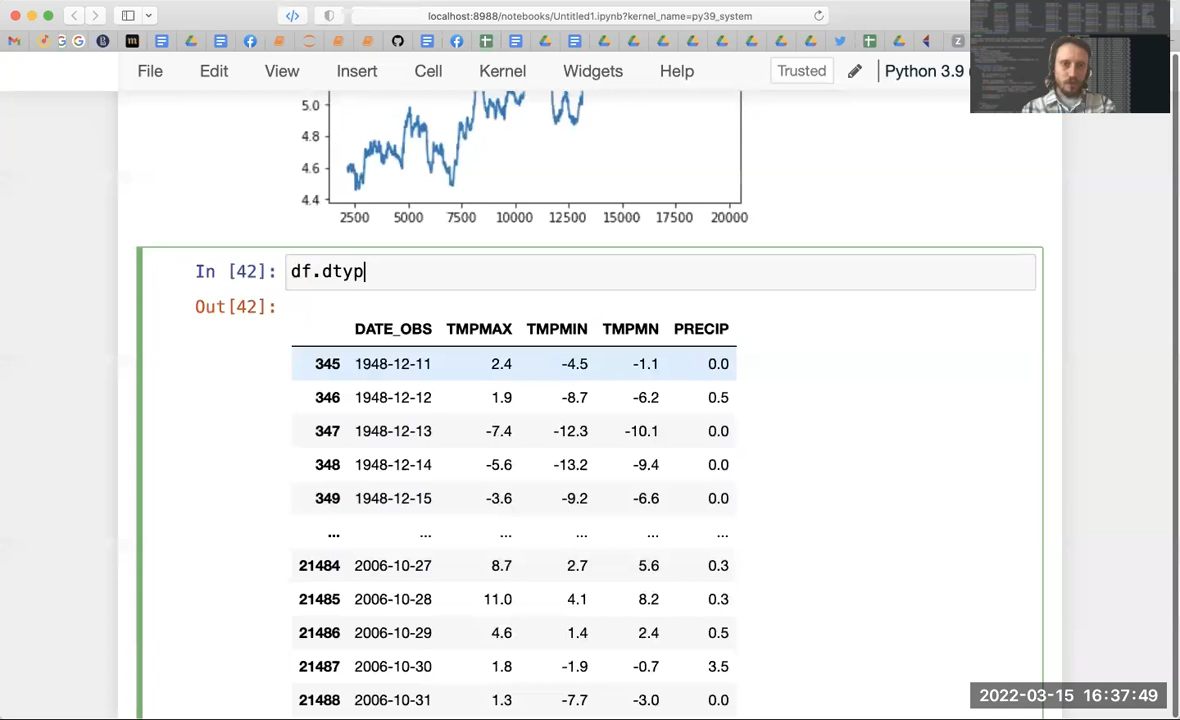 localhost:8988/notebooks/Untitled1.ipynb?kernel_name=py39_system
File Edit View Insert Cell Kernel Widgets Help Trusted Python 3.9
5.0
4.8
4.6
4.4
2500 5000 7500 10000 12500 15000 17500 20000
In [42]: df.dtyp
Out[42]:
DATE_OBS TMPMAX TMPMIN TMPMN PRECIP
345 1948-12-11 2.4 -4.5 -1.1 0.0
346 1948-12-12 1.9 -8.7 -6.2 0.5
347 1948-12-13 -7.4 -12.3 -10.1 0.0
348 1948-12-14 -5.6 -13.2 -9.4 0.0
349 1948-12-15 -3.6 -9.2 -6.6 0.0
... ... ... ... ... ...
21484 2006-10-27 8.7 2.7 5.6 0.3
21485 2006-10-28 11.0 4.1 8.2 0.3
21486 2006-10-29 4.6 1.4 2.4 0.5
21487 2006-10-30 1.8 -1.9 -0.7 3.5
21488 2006-10-31 1.3 -7.7 -3.0 0.0
2022-03-15 16:37:49